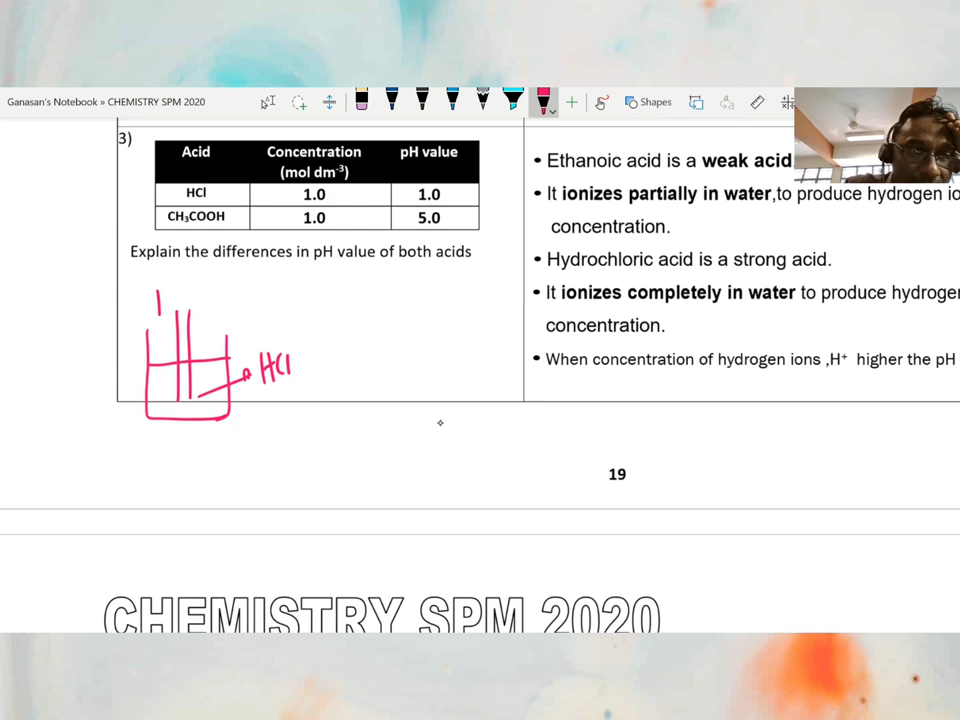 Ganasan's Notebook » CHEMISTRY SPM 2020
Shapes
3)
Acid Concentration (mol dm⁻³) pH value
HCl 1.0 1.0
CH₃COOH 1.0 5.0
Explain the differences in pH value of both acids
1
HCl
• Ethanoic acid is a weak acid
• It ionizes partially in water,to produce hydrogen
concentration.
• Hydrochloric acid is a strong acid.
• It ionizes completely in water to produce
concentration.
• When concentration of hydrogen ions ,H⁺ higher the pH
19
CHEMISTRY SPM 2020